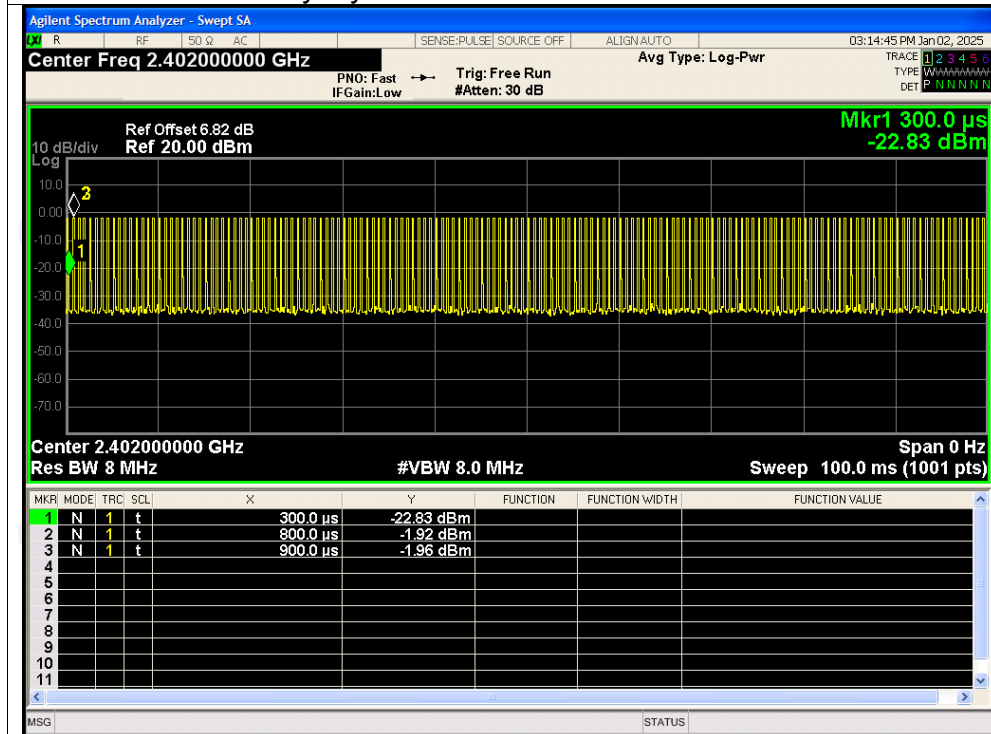 Agilent Spectrum Analyzer - Swept SA
LXI R RF 50 Ω AC SENSE:PULSE SOURCE OFF ALIGN AUTO 03:14:45 PM Jan 02, 2025
Center Freq 2.402000000 GHz
Avg Type: Log-Pwr
TRACE 1 2 3 4 5 6
PNO: Fast Trig: Free Run
TYPE W
IFGain:Low #Atten: 30 dB
DET P N N N N N
Mkr1 300.0 µs
-22.83 dBm
Ref Offset 6.82 dB
10 dB/div Ref 20.00 dBm
Log
10.0
0.00
-10.0
-20.0
-30.0
-40.0
-50.0
-60.0
-70.0
3
1
Center 2.402000000 GHz Span 0 Hz
Res BW 8 MHz #VBW 8.0 MHz Sweep 100.0 ms (1001 pts)
MKR MODE TRC SCL X Y FUNCTION FUNCTION WIDTH FUNCTION VALUE
1 N 1 t 300.0 µs -22.83 dBm
2 N 1 t 800.0 µs -1.92 dBm
3 N 1 t 900.0 µs -1.96 dBm
4
5
6
7
8
9
10
11
MSG STATUS